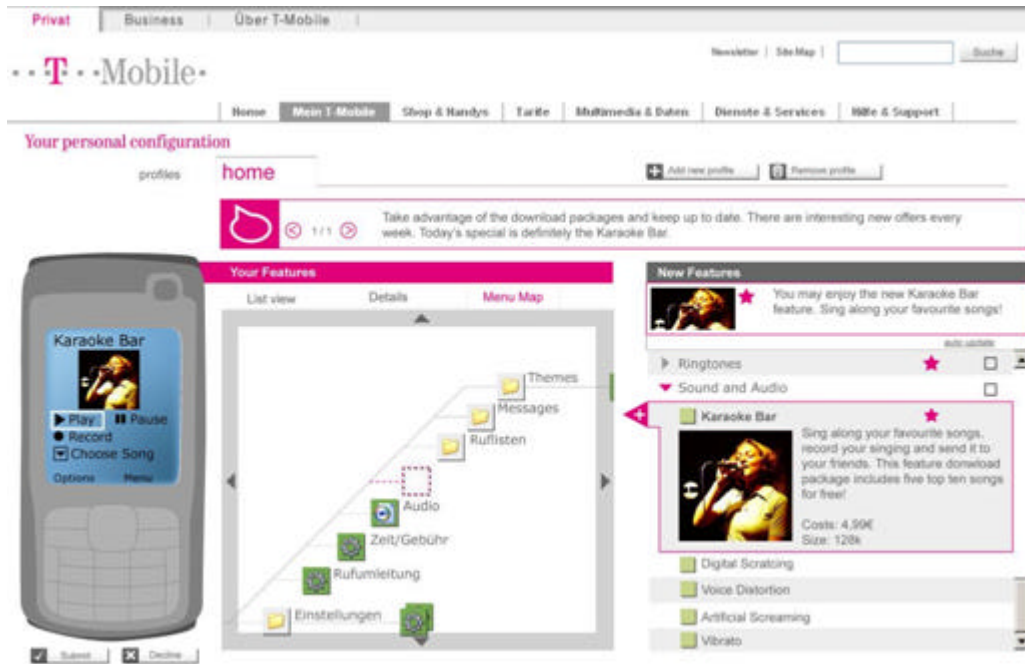 Privat Business Über T-Mobile
Newsletter Site Map Suche
T Mobile
Home Mein T-Mobile Shop & Handys Tarife Multimedia & Daten Dienste & Services Hilfe & Support
Your personal configuration
profiles home Add new profile Remove profile
1/1 Take advantage of the download packages and keep up to date. There are interesting new offers every
week. Today's special is definitely the Karaoke Bar.
Your Features
List view Details Menu Map
Themes
Messages
Ruflisten
Audio
Zeit/Gebühr
Rufumleitung
Einstellungen
Karaoke Bar
Play Pause
Record
Choose Song
Options Menu
Submit Decline
New Features
You may enjoy the new Karaoke Bar
feature. Sing along your favourite songs!
auto update
Ringtones
Sound and Audio
Karaoke Bar
Sing along your favourite songs,
record your singing and send it to
your friends. This feature donwload
package includes five top ten songs
for free!
Costs: 4,99€
Size: 128k
Digital Scratcing
Voice Distortion
Artificial Screaming
Vibrato